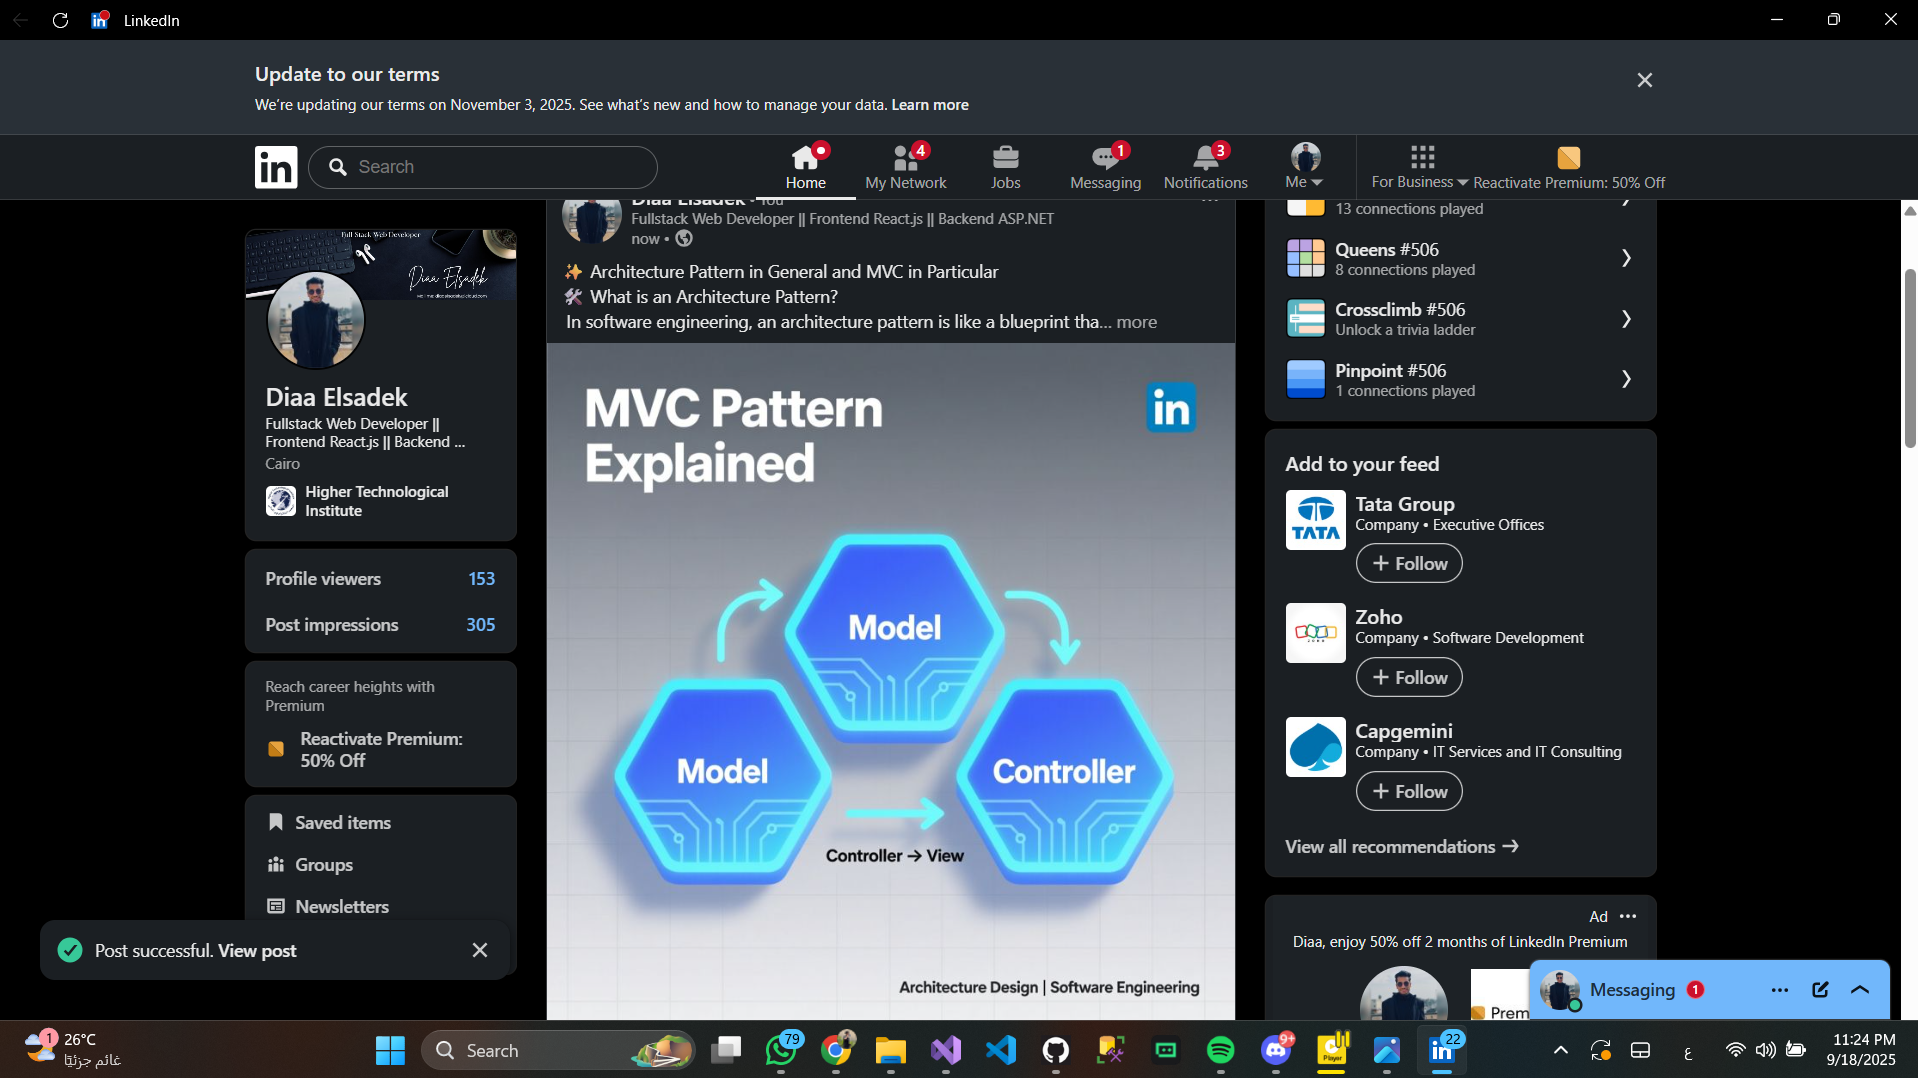 LinkedIn
Update to our terms
We're updating our terms on November 3, 2025. See what's new and how to manage your data. Learn more
in
Search
Home
4
My Network
Jobs
1
Messaging
3
Notifications
Me
For Business
Reactivate Premium: 50% Off
Full Stack Web Developer
Diaa Elsadek
Diaa Elsadek
Fullstack Web Developer ||
Frontend React.js || Backend ...
Cairo
Higher Technological
Institute
Profile viewers 153
Post impressions 305
Reach career heights with
Premium
Reactivate Premium:
50% Off
Saved items
Groups
Newsletters
Post successful. View post
Diaa Elsadek • You
Fullstack Web Developer || Frontend React.js || Backend ASP.NET
now •
✨ Architecture Pattern in General and MVC in Particular
🛠 What is an Architecture Pattern?
In software engineering, an architecture pattern is like a blueprint tha... more
MVC Pattern
Explained
in
Model
Model
Controller
Controller → View
Architecture Design | Software Engineering
13 connections played
Queens #506
8 connections played
Crossclimb #506
Unlock a trivia ladder
Pinpoint #506
1 connections played
Add to your feed
TATA
Tata Group
Company • Executive Offices
+ Follow
ZOHO
Zoho
Company • Software Development
+ Follow
Capgemini
Company • IT Services and IT Consulting
+ Follow
View all recommendations →
Ad
Diaa, enjoy 50% off 2 months of LinkedIn Premium
Prem
Messaging 1
1
26°C
غائم جزئيًا
Search
79
9+
Player
in
22
ع
11:24 PM
9/18/2025